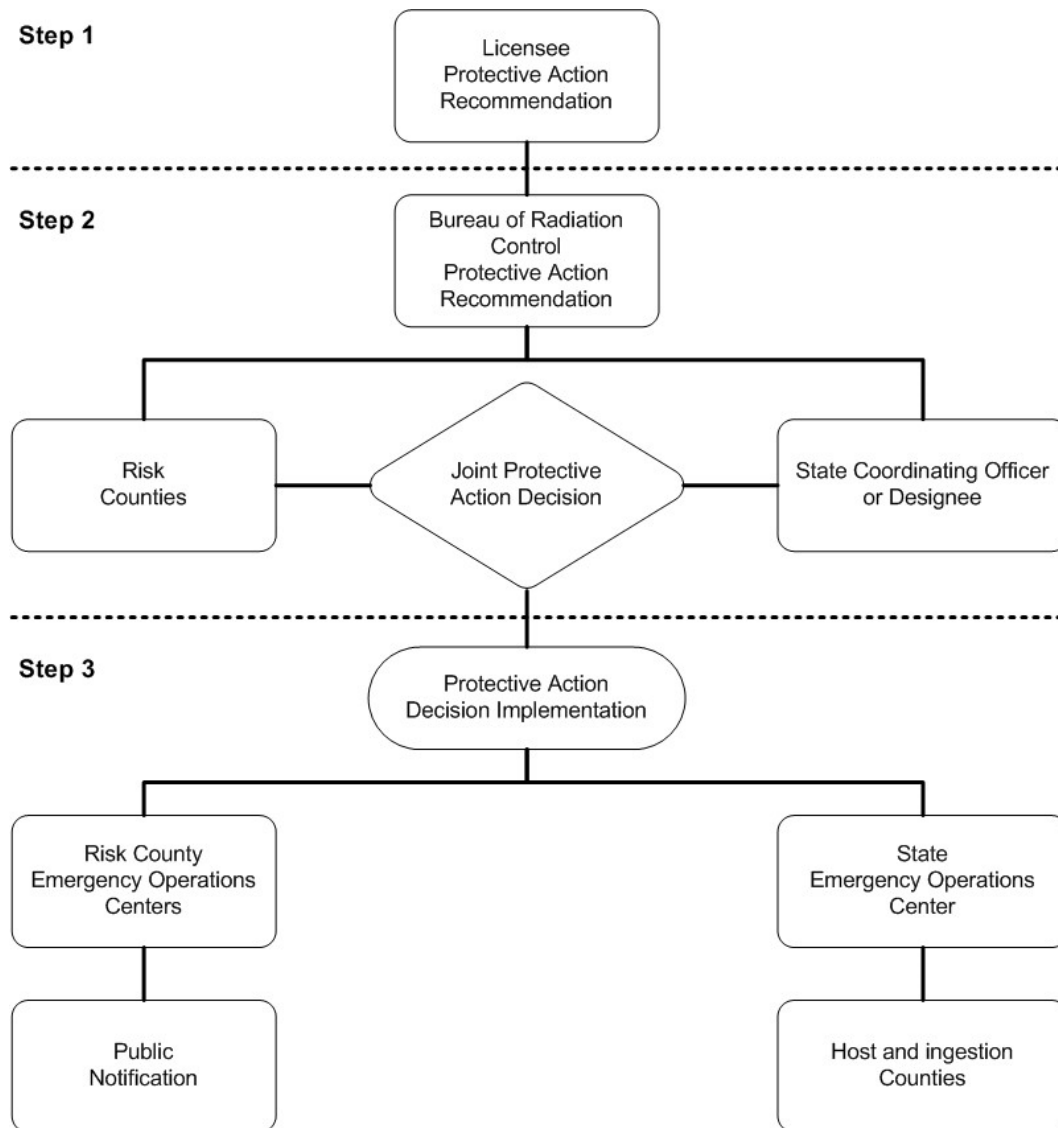 Step 1
Licensee
Protective Action
Recommendation
Step 2
Bureau of Radiation
Control
Protective Action
Recommendation
Risk
Counties
Joint Protective
Action Decision
State Coordinating Officer
or Designee
Step 3
Protective Action
Decision Implementation
Risk County
Emergency Operations
Centers
State
Emergency Operations
Center
Public
Notification
Host and ingestion
Counties